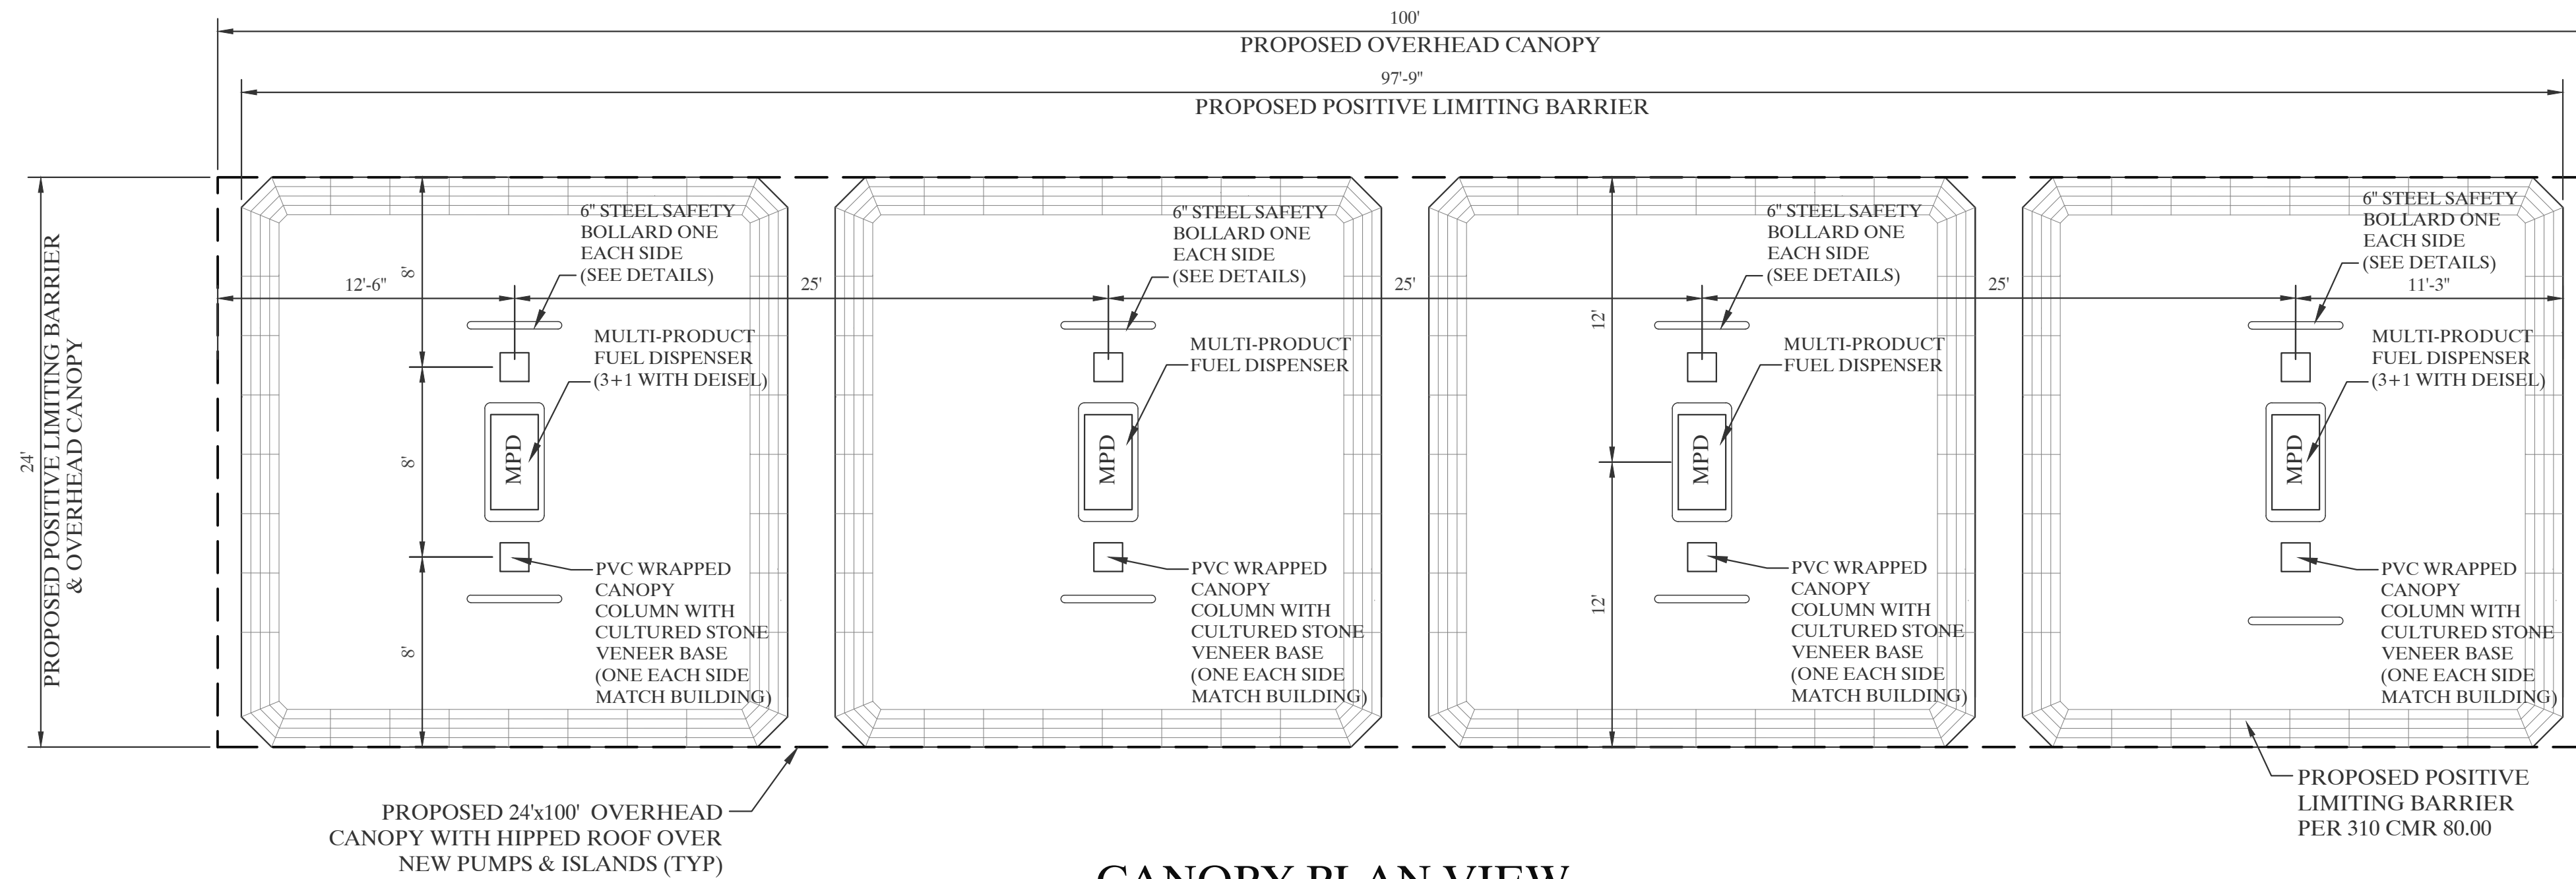 100'
PROPOSED OVERHEAD CANOPY
97'-9"
PROPOSED POSITIVE LIMITING BARRIER
24'
PROPOSED POSITIVE LIMITING BARRIER
& OVERHEAD CANOPY
12'-6"
8'
8'
8'
6" STEEL SAFETY
BOLLARD ONE
EACH SIDE
(SEE DETAILS)
MULTI-PRODUCT
FUEL DISPENSER
(3+1 WITH DEISEL)
MPD
PVC WRAPPED
CANOPY
COLUMN WITH
CULTURED STONE
VENEER BASE
(ONE EACH SIDE
MATCH BUILDING)
25'
6" STEEL SAFETY
BOLLARD ONE
EACH SIDE
(SEE DETAILS)
MULTI-PRODUCT
FUEL DISPENSER
MPD
PVC WRAPPED
CANOPY
COLUMN WITH
CULTURED STONE
VENEER BASE
(ONE EACH SIDE
MATCH BUILDING)
25'
12'
12'
6" STEEL SAFETY
BOLLARD ONE
EACH SIDE
(SEE DETAILS)
MULTI-PRODUCT
FUEL DISPENSER
MPD
PVC WRAPPED
CANOPY
COLUMN WITH
CULTURED STONE
VENEER BASE
(ONE EACH SIDE
MATCH BUILDING)
25'
6" STEEL SAFETY
BOLLARD ONE
EACH SIDE
(SEE DETAILS)
11'-3"
MULTI-PRODUCT
FUEL DISPENSER
(3+1 WITH DEISEL)
MPD
PVC WRAPPED
CANOPY
COLUMN WITH
CULTURED STONE
VENEER BASE
(ONE EACH SIDE
MATCH BUILDING)
PROPOSED 24'x100' OVERHEAD
CANOPY WITH HIPPED ROOF OVER
NEW PUMPS & ISLANDS (TYP)
PROPOSED POSITIVE
LIMITING BARRIER
PER 310 CMR 80.00
CANOPY PLAN VIEW